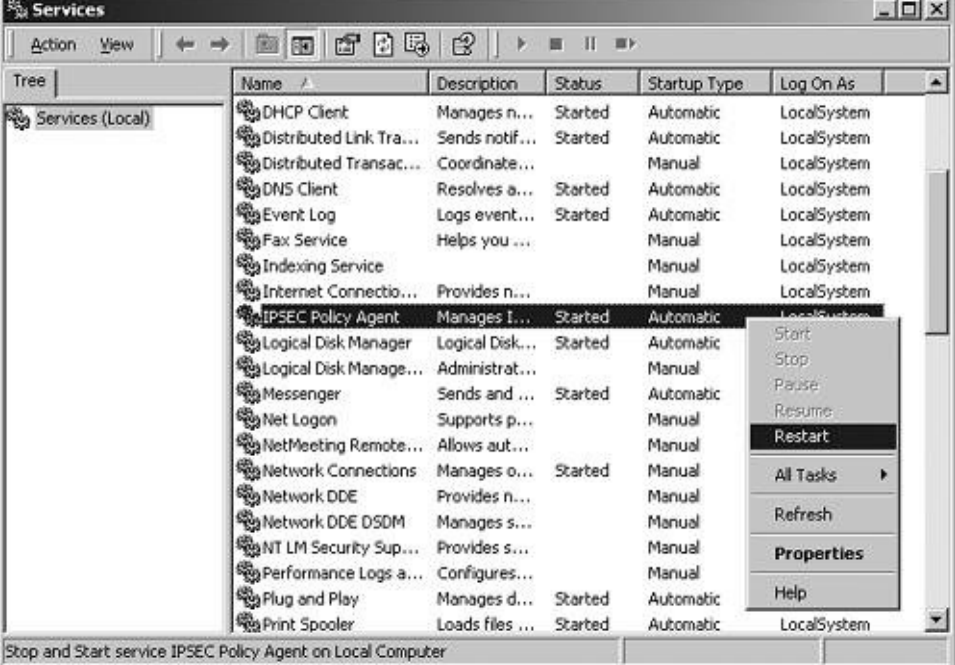 Services
Action View
Tree
Services (Local)
Name Description Status Startup Type Log On As
DHCP Client Manages n... Started Automatic LocalSystem
Distributed Link Tra... Sends notif... Started Automatic LocalSystem
Distributed Transac... Coordinate... Manual LocalSystem
DNS Client Resolves a... Started Automatic LocalSystem
Event Log Logs event... Started Automatic LocalSystem
Fax Service Helps you ... Manual LocalSystem
Indexing Service Manual LocalSystem
Internet Connectio... Provides n... Manual LocalSystem
IPSEC Policy Agent Manages I... Started Automatic LocalSystem
Logical Disk Manager Logical Disk... Started Automatic
Logical Disk Manage... Administrat... Manual
Messenger Sends and ... Started Automatic
Net Logon Supports p... Manual
NetMeeting Remote... Allows aut... Manual
Network Connections Manages o... Started Manual
Network DDE Provides n... Manual
Network DDE DSDM Manages s... Manual
NT LM Security Sup... Provides s... Manual
Performance Logs a... Configures... Manual
Plug and Play Manages d... Started Automatic
Print Spooler Loads files ... Started Automatic LocalSystem
Start
Stop
Pause
Resume
Restart
All Tasks
Refresh
Properties
Help
Stop and Start service IPSEC Policy Agent on Local Computer